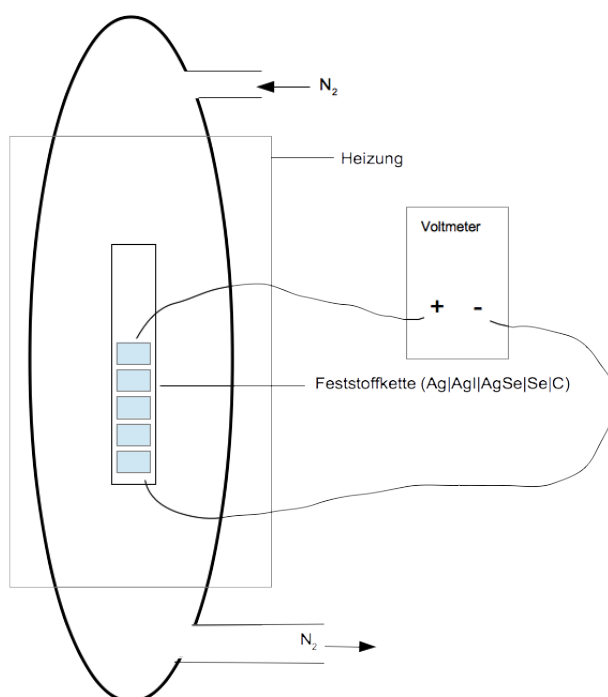 N₂
Heizung
Voltmeter
+ -
Feststoffkette (Ag|AgI|AgSe|Se|C)
N₂